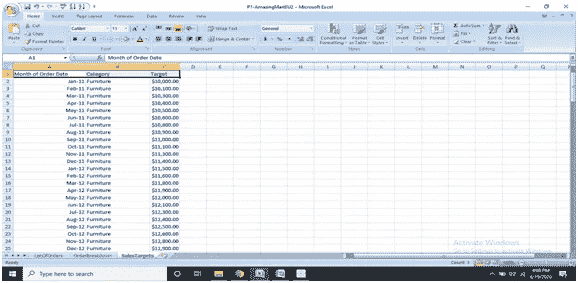 P1-AmazingMartEU2 - Microsoft Excel
Home Insert Page Layout Formulas Data Review View
Cut
Copy
Format Painter
Clipboard
Calibri 11
Font
Wrap Text
Merge & Center
Alignment
General
Number
Conditional Formatting Format as Table Cell Styles
Styles
Insert Delete Format
Cells
AutoSum
Fill
Clear
Sort & Filter Find & Select
Editing
A1 Month of Order Date
A B C D E F G H I J K L M N O P Q
1 Month of Order Date Category Target
2 Jan-11 Furniture $10,000.00
3 Feb-11 Furniture $10,100.00
4 Mar-11 Furniture $10,300.00
5 Apr-11 Furniture $10,400.00
6 May-11 Furniture $10,500.00
7 Jun-11 Furniture $10,600.00
8 Jul-11 Furniture $10,800.00
9 Aug-11 Furniture $10,900.00
10 Sep-11 Furniture $11,000.00
11 Oct-11 Furniture $11,100.00
12 Nov-11 Furniture $11,300.00
13 Dec-11 Furniture $11,400.00
14 Jan-12 Furniture $11,500.00
15 Feb-12 Furniture $11,600.00
16 Mar-12 Furniture $11,800.00
17 Apr-12 Furniture $11,900.00
18 May-12 Furniture $12,000.00
19 Jun-12 Furniture $12,100.00
20 Jul-12 Furniture $12,300.00
21 Aug-12 Furniture $12,400.00
22 Sep-12 Furniture $12,500.00
23 Oct-12 Furniture $12,600.00
24 Nov-12 Furniture $12,800.00
25 Dec-12 Furniture $12,900.00
Activate Windows
Go to Settings to activate Windows.
ListOfOrders OrderBreakdown SalesTargets
Count: 3
Type here to search
4:00 PM